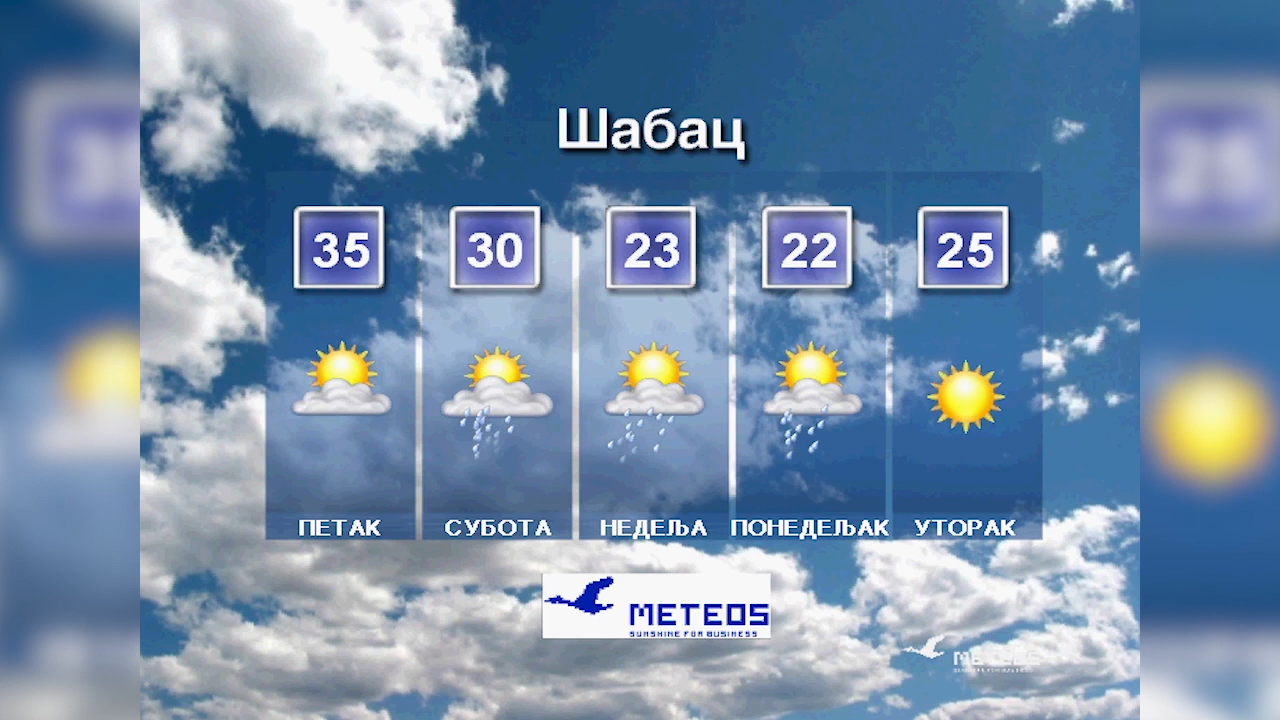 Шабац
35 30 23 22 25
ПЕТАК СУБОТА НЕДЕЉА ПОНЕДЕЉАК УТОРАК
METEOS
SUNSHINE FOR BUSINESS